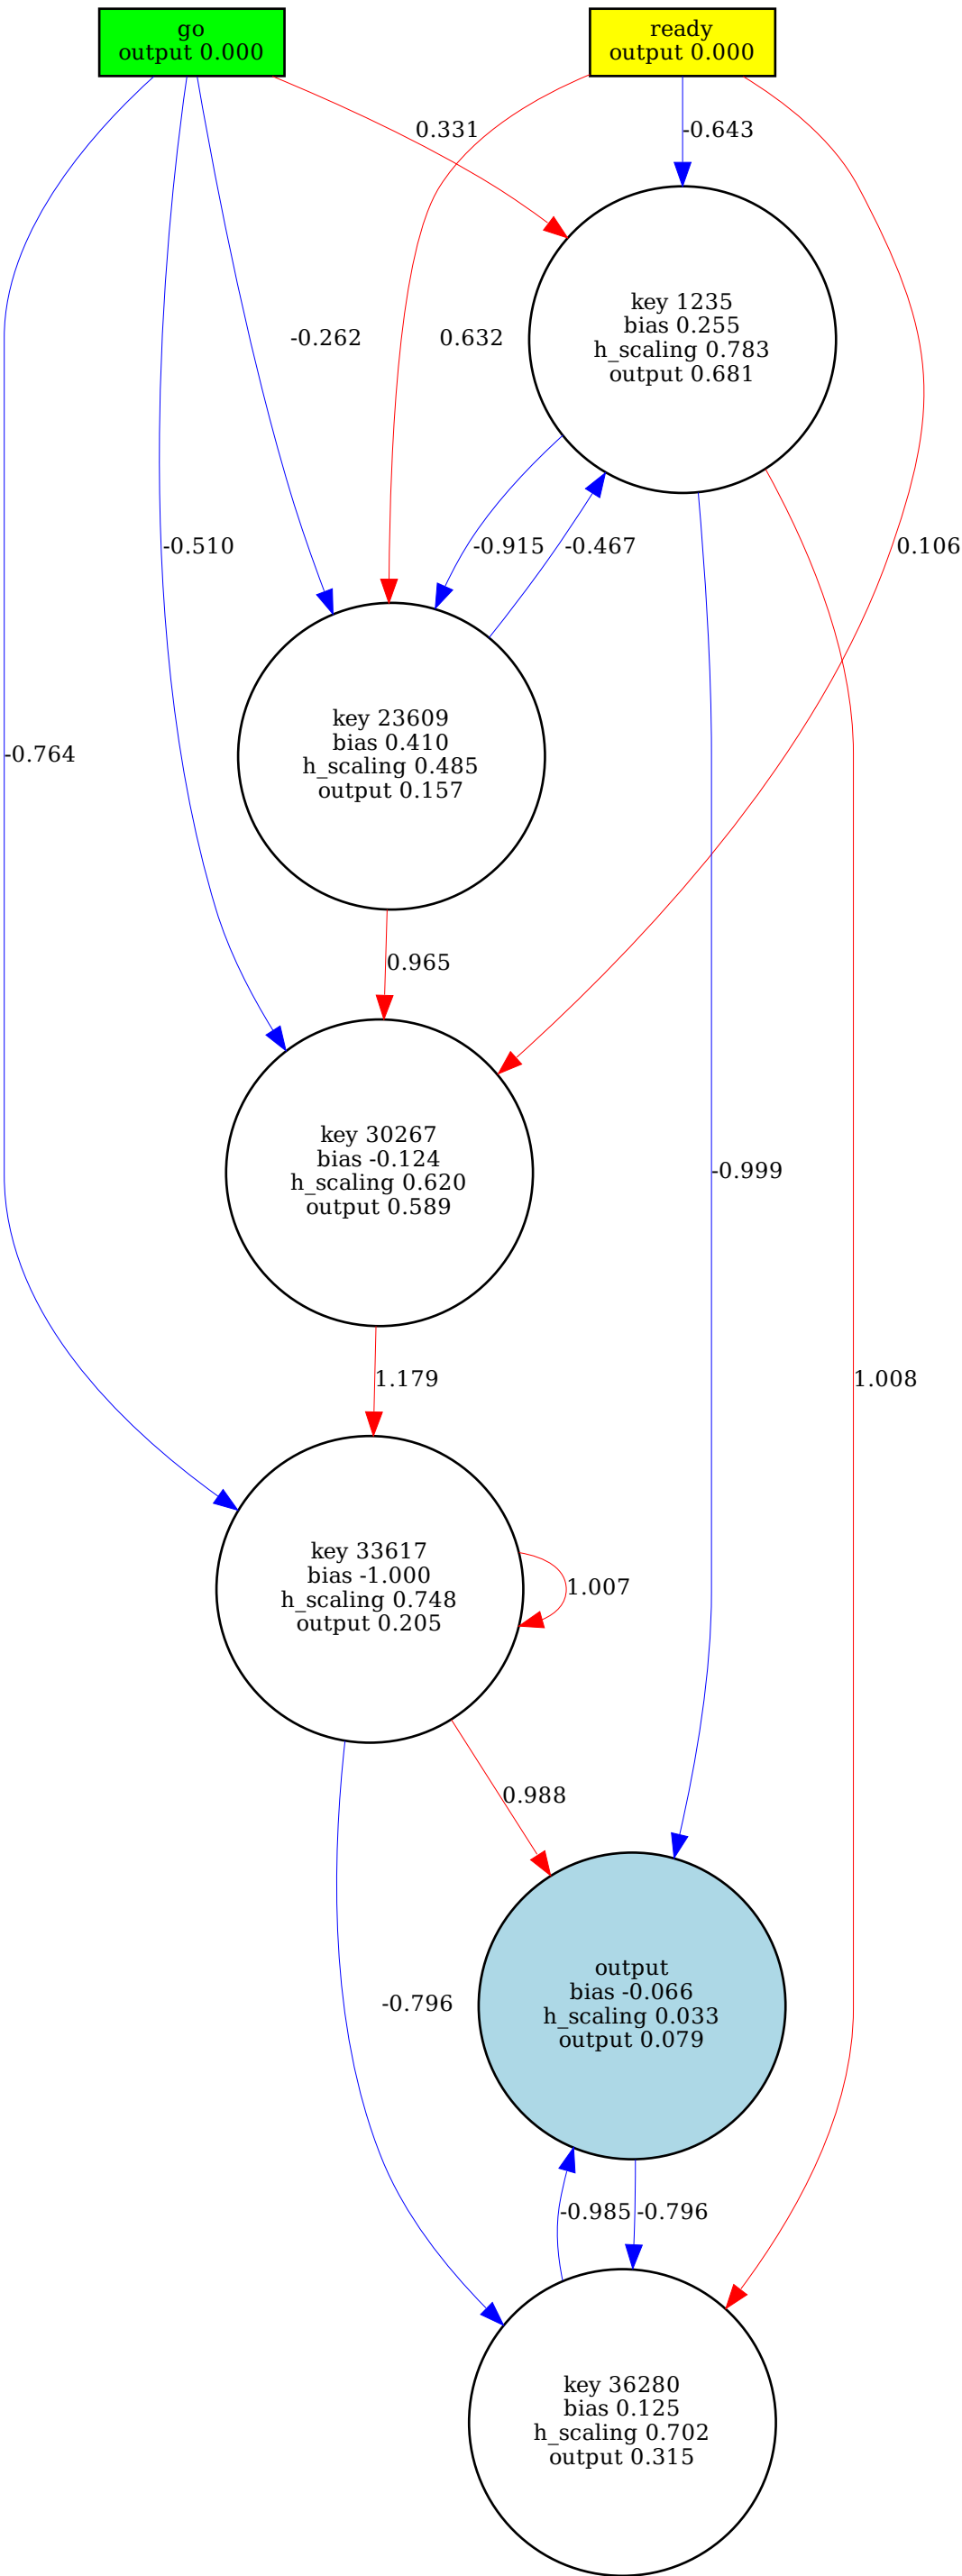 go
output 0.000
ready
output 0.000
0.331
-0.643
key 1235
bias 0.255
h_scaling 0.783
output 0.681
-0.262
0.632
-0.510
-0.915
-0.467
0.106
key 23609
bias 0.410
h_scaling 0.485
output 0.157
-0.764
0.965
key 30267
bias -0.124
h_scaling 0.620
output 0.589
-0.999
1.179
1.008
key 33617
bias -1.000
h_scaling 0.748
output 0.205
1.007
0.988
output
bias -0.066
h_scaling 0.033
output 0.079
-0.796
-0.985
-0.796
key 36280
bias 0.125
h_scaling 0.702
output 0.315